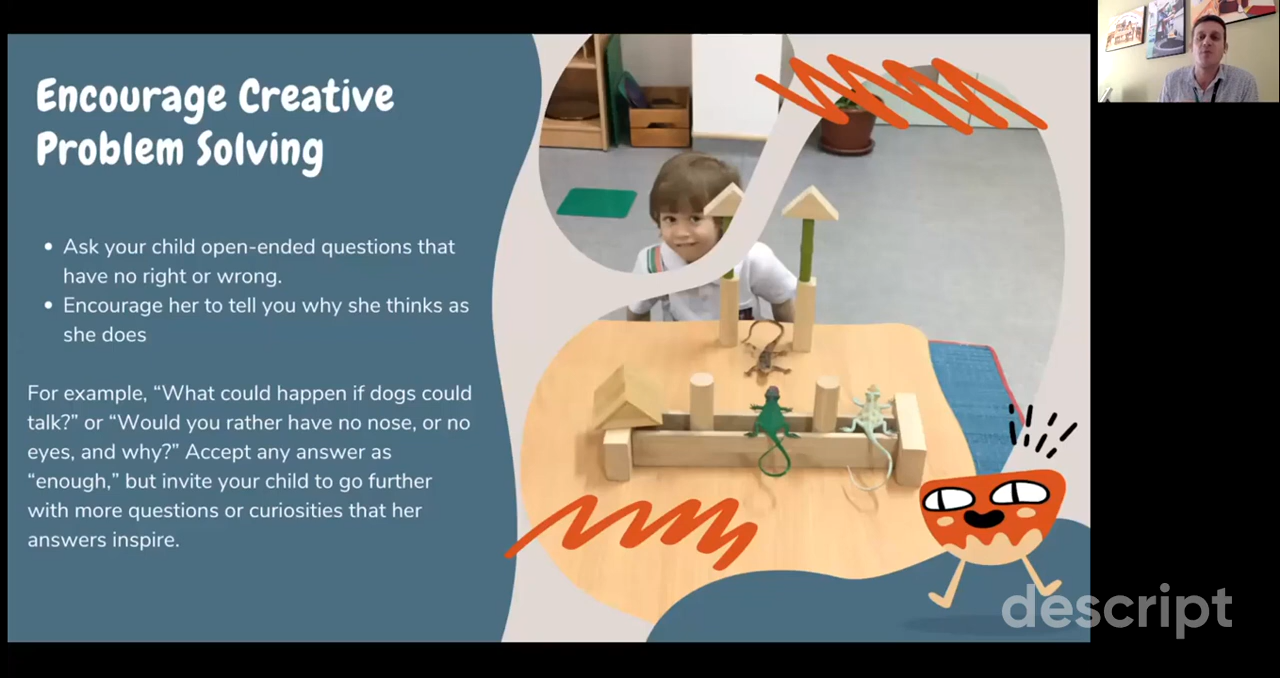 Encourage Creative
Problem Solving
• Ask your child open-ended questions that
have no right or wrong.
• Encourage her to tell you why she thinks as
she does
For example, “What could happen if dogs could
talk?” or “Would you rather have no nose, or no
eyes, and why?” Accept any answer as
“enough,” but invite your child to go further
with more questions or curiosities that her
answers inspire.
descript